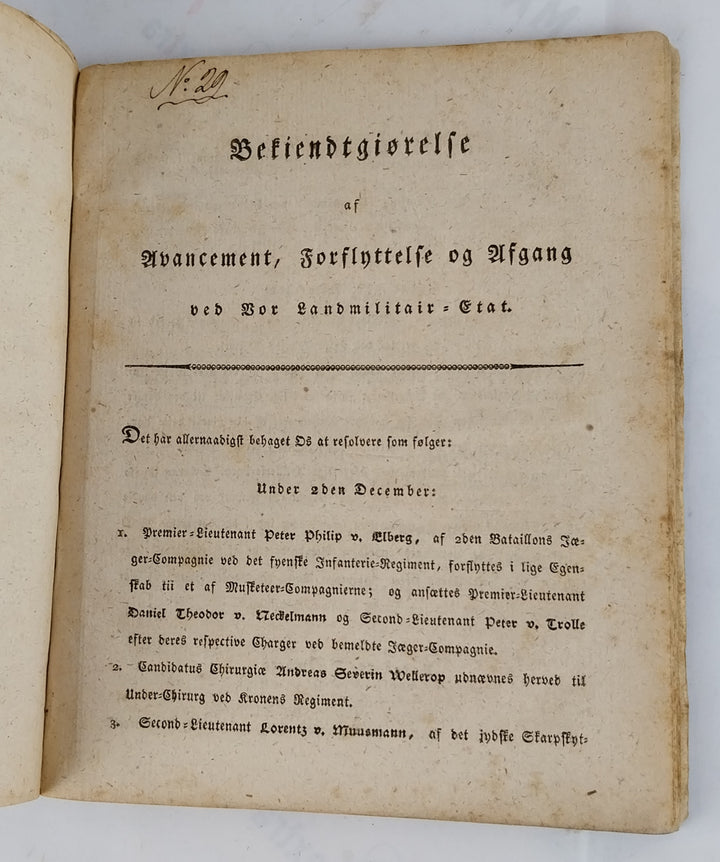 No: 29
Bekiendtgiørelse
af
Avancement, Forflyttelse og Afgang
ved Vor Landmilitair=Etat.
Det har allernaadigst behaget Os at resolvere som følger:
Under 2den December:
1. Premier=Lieutenant Peter Philip v. Elberg, af 2den Bataillons Jæ=
ger=Compagnie ved det fyenske Infanterie=Regiment, forflyttes i lige Egen=
skab tii et af Musketeer=Compagnierne; og ansættes Premier=Lieutenant
Daniel Theodor v. Neckelmann og Second=Lieutenant Peter v. Trolle
efter deres respective Charger ved bemeldte Jæger=Compagnie.
2. Candidatus Chirurgiæ Andreas Severin Wellerop udnævnes herved til
Under=Chirurg ved Kronens Regiment.
3. Second=Lieutenant Lorentz v. Muusmann, af det jydske Skarpskyt=